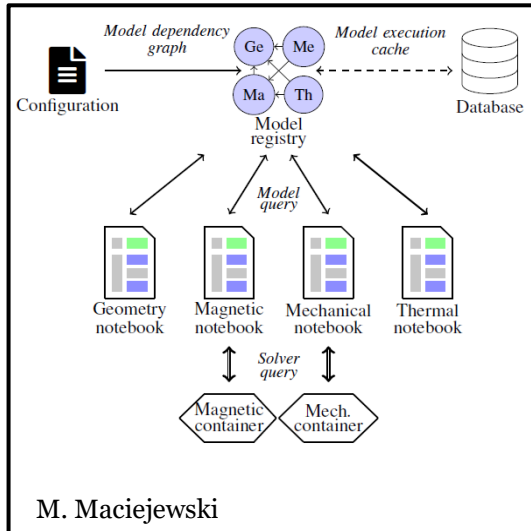 Model dependency
graph
Ge
Me
Model execution
cache
Configuration
Ma
Th
Database
Model
registry
Model
query
Geometry
notebook
Magnetic
notebook
Mechanical
notebook
Thermal
notebook
Solver
query
Magnetic
container
Mech.
container
M. Maciejewski